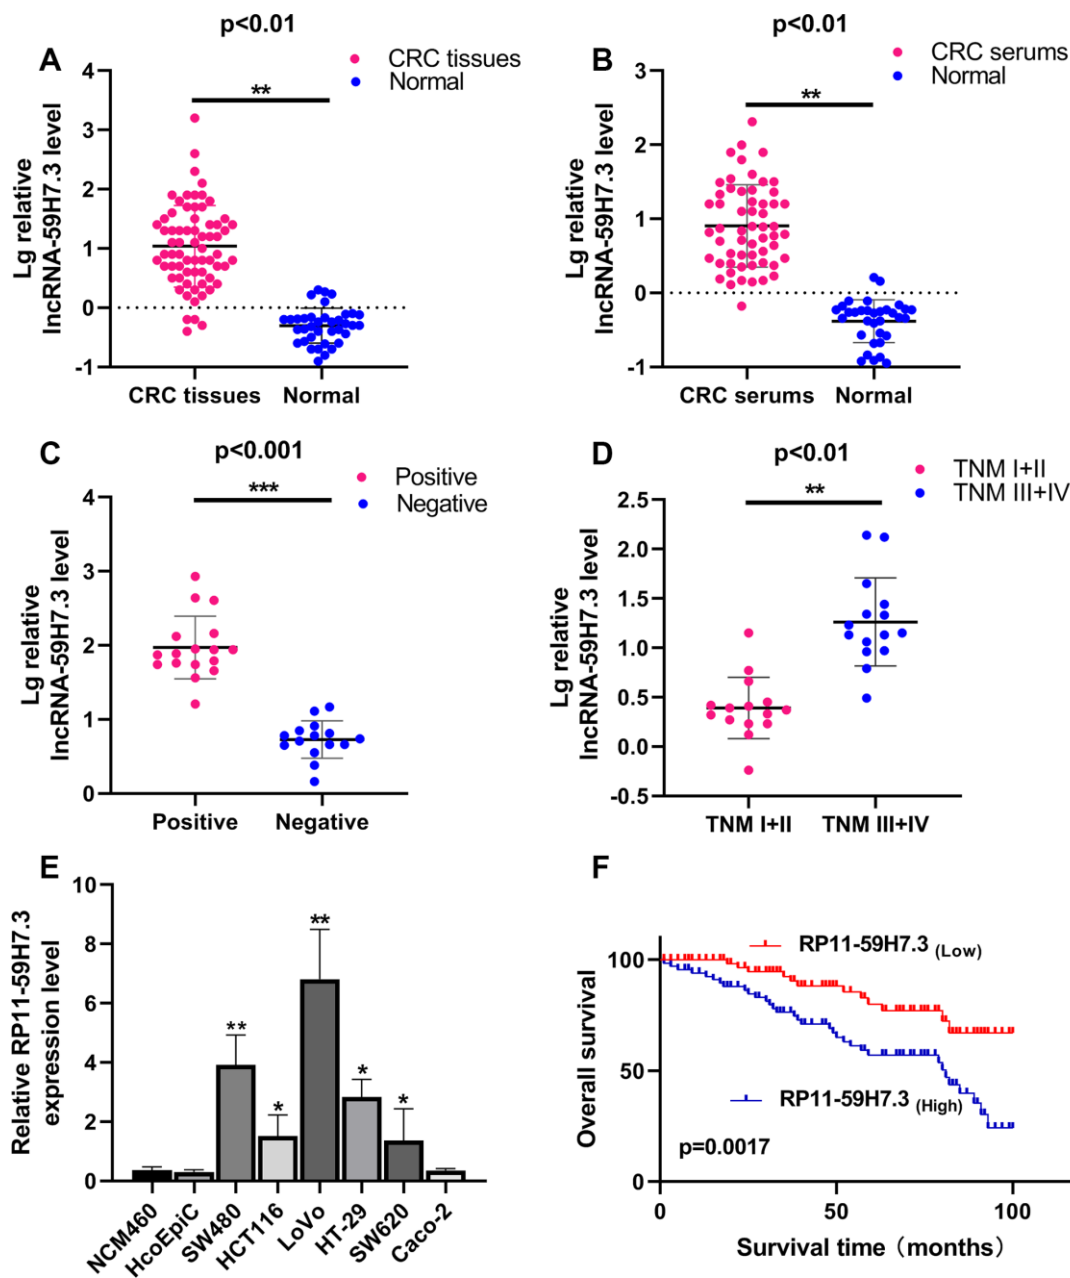 A
p<0.01
CRC tissues
Normal
**
Lg relative
lncRNA-59H7.3 level
4
3
2
1
0
-1
CRC tissues Normal
B
p<0.01
CRC serums
Normal
**
Lg relative
lncRNA-59H7.3 level
3
2
1
0
-1
CRC serums Normal
C
p<0.001
Positive
Negative
***
Lg relative
lncRNA-59H7.3 level
4
3
2
1
0
Positive Negative
D
p<0.01
TNM I+II
TNM III+IV
**
Lg relative
lncRNA-59H7.3 level
2.5
2.0
1.5
1.0
0.5
0.0
-0.5
TNM I+II TNM III+IV
E
Relative RP11-59H7.3
expression level
10
8
6
4
2
0
** * ** * *
NCM460
HcoEpiC
SW480
HCT116
LoVo
HT-29
SW620
Caco-2
F
RP11-59H7.3 (Low)
RP11-59H7.3 (High)
p=0.0017
Overall survival
100
50
0
0 50 100
Survival time（months）